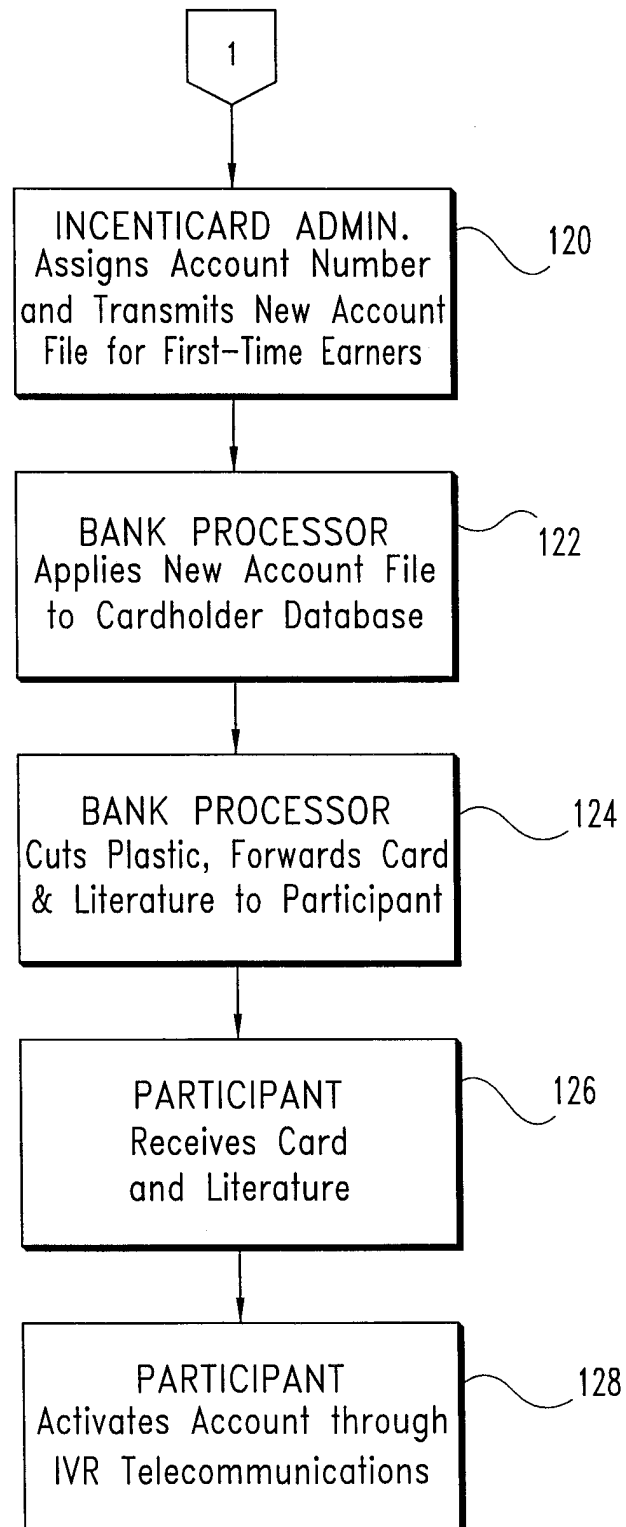 1
INCENTICARD ADMIN.
Assigns Account Number
and Transmits New Account
File for First-Time Earners
120
BANK PROCESSOR
Applies New Account File
to Cardholder Database
122
BANK PROCESSOR
Cuts Plastic, Forwards Card
& Literature to Participant
124
PARTICIPANT
Receives Card
and Literature
126
PARTICIPANT
Activates Account through
IVR Telecommunications
128